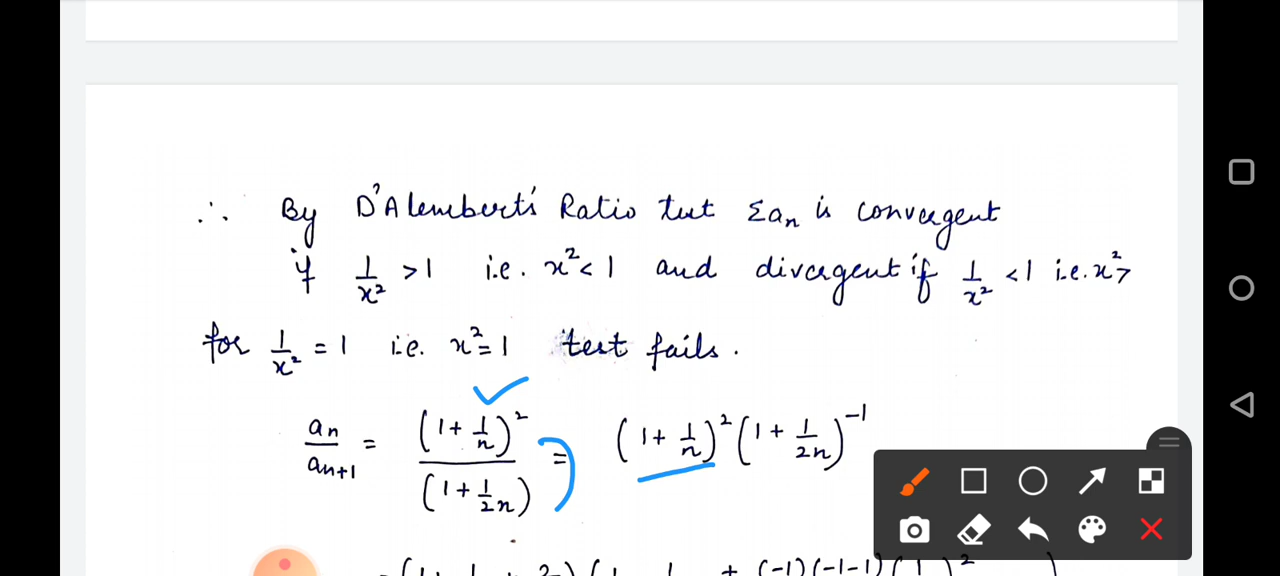 ∴ By D'Alembert's Ratio test Σaₙ is convergent
if 1/x² > 1 i.e. x² < 1 and divergent if 1/x² < 1 i.e. x² >
for 1/x² = 1 i.e. x² = 1 test fails.
aₙ/aₙ₊₁ = (1 + 1/n)² / (1 + 1/2n) = (1 + 1/n)² (1 + 1/2n)⁻¹